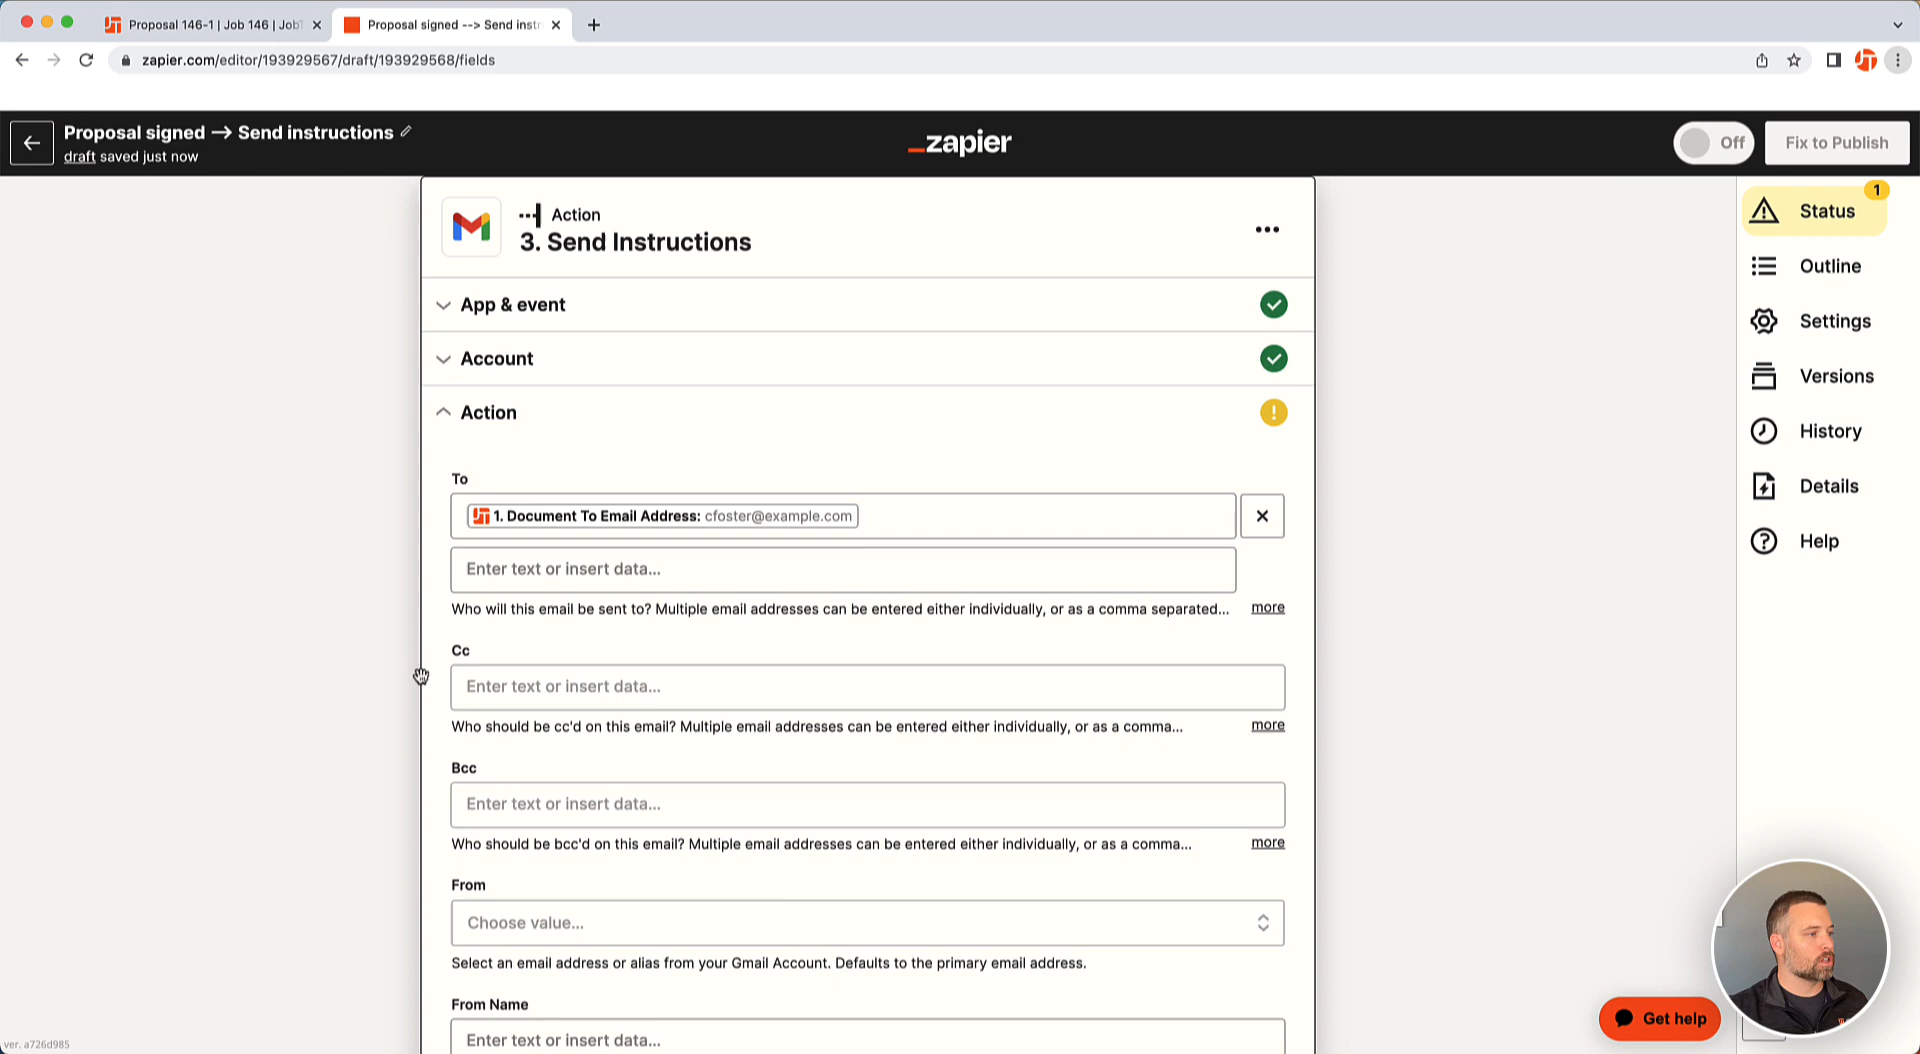 Proposal 146-1 | Job 146 | Job
Proposal signed --> Send instr
zapier.com/editor/193929567/draft/193929568/fields
Proposal signed → Send instructions
draft saved just now
zapier
Off
Fix to Publish
Action
3. Send Instructions
App & event
Account
Action
To
1. Document To Email Address: cfoster@example.com
Enter text or insert data...
Who will this email be sent to? Multiple email addresses can be entered either individually, or as a comma separated... more
Cc
Enter text or insert data...
Who should be cc'd on this email? Multiple email addresses can be entered either individually, or as a comma... more
Bcc
Enter text or insert data...
Who should be bcc'd on this email? Multiple email addresses can be entered either individually, or as a comma... more
From
Choose value...
Select an email address or alias from your Gmail Account. Defaults to the primary email address.
From Name
Enter text or insert data...
1
Status
Outline
Settings
Versions
History
Details
Help
Get help
ver. a726d985